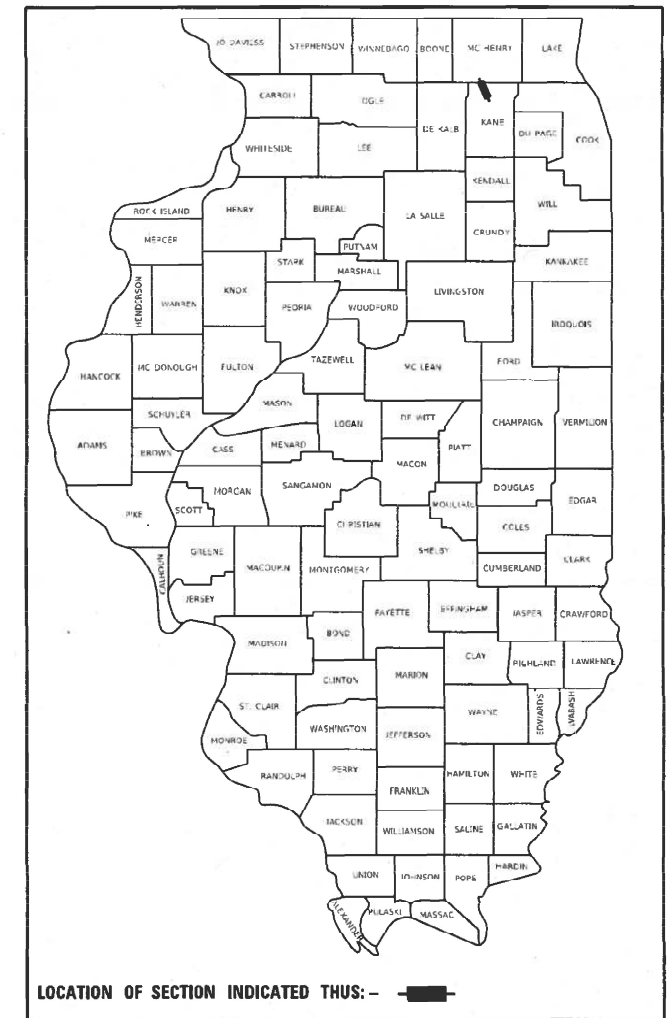 JO DAVIESS STEPHENSON WINNEBAGO BOONE MC HENRY LAKE
CARROLL OGLE DE KALB KANE DU PAGE COOK
WHITESIDE LEE
KENDALL
ROCK ISLAND HENRY BUREAU LA SALLE WILL
MERCER PUTNAM GRUNDY
STARK MARSHALL KANKAKEE
HENDERSON WARREN KNOX PEORIA WOODFORD LIVINGSTON IROQUOIS
HANCOCK MC DONOUGH FULTON TAZEWELL MC LEAN FORD
MASON
SCHUYLER LOGAN DE WITT CHAMPAIGN VERMILION
ADAMS BROWN CASS MENARD MACON PIATT
PIKE SCOTT MORGAN SANGAMON MOULTRIE DOUGLAS EDGAR
CHRISTIAN COLES
GREENE SHELBY
CALHOUN MACOUPIN MONTGOMERY CUMBERLAND CLARK
JERSEY FAYETTE EFFINGHAM JASPER CRAWFORD
MADISON BOND
CLAY RICHLAND LAWRENCE
CLINTON MARION
ST. CLAIR WAYNE EDWARDS WABASH
MONROE WASHINGTON JEFFERSON
RANDOLPH PERRY HAMILTON WHITE
FRANKLIN
JACKSON WILLIAMSON SALINE GALLATIN
UNION JOHNSON POPE HARDIN
ALEXANDER PULASKI MASSAC
LOCATION OF SECTION INDICATED THUS: –